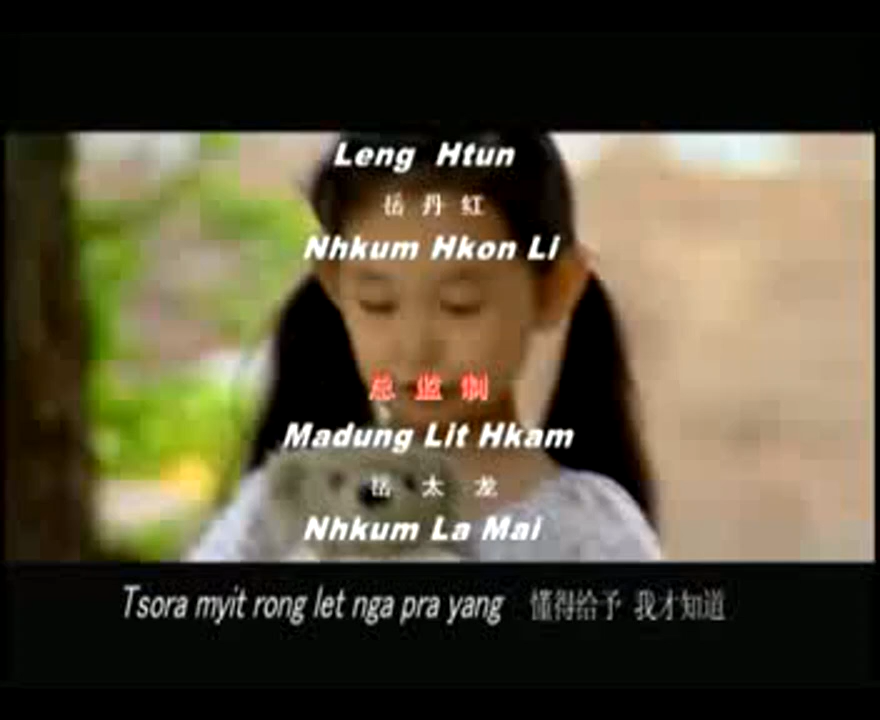 Leng Htun
岳 丹 红
Nhkum Hkon Li
总 监 制
Madung Lit Hkam
岳 太 龙
Nhkum La Mai
Tsora myit rong let nga pra yang 懂得给予 我才知道